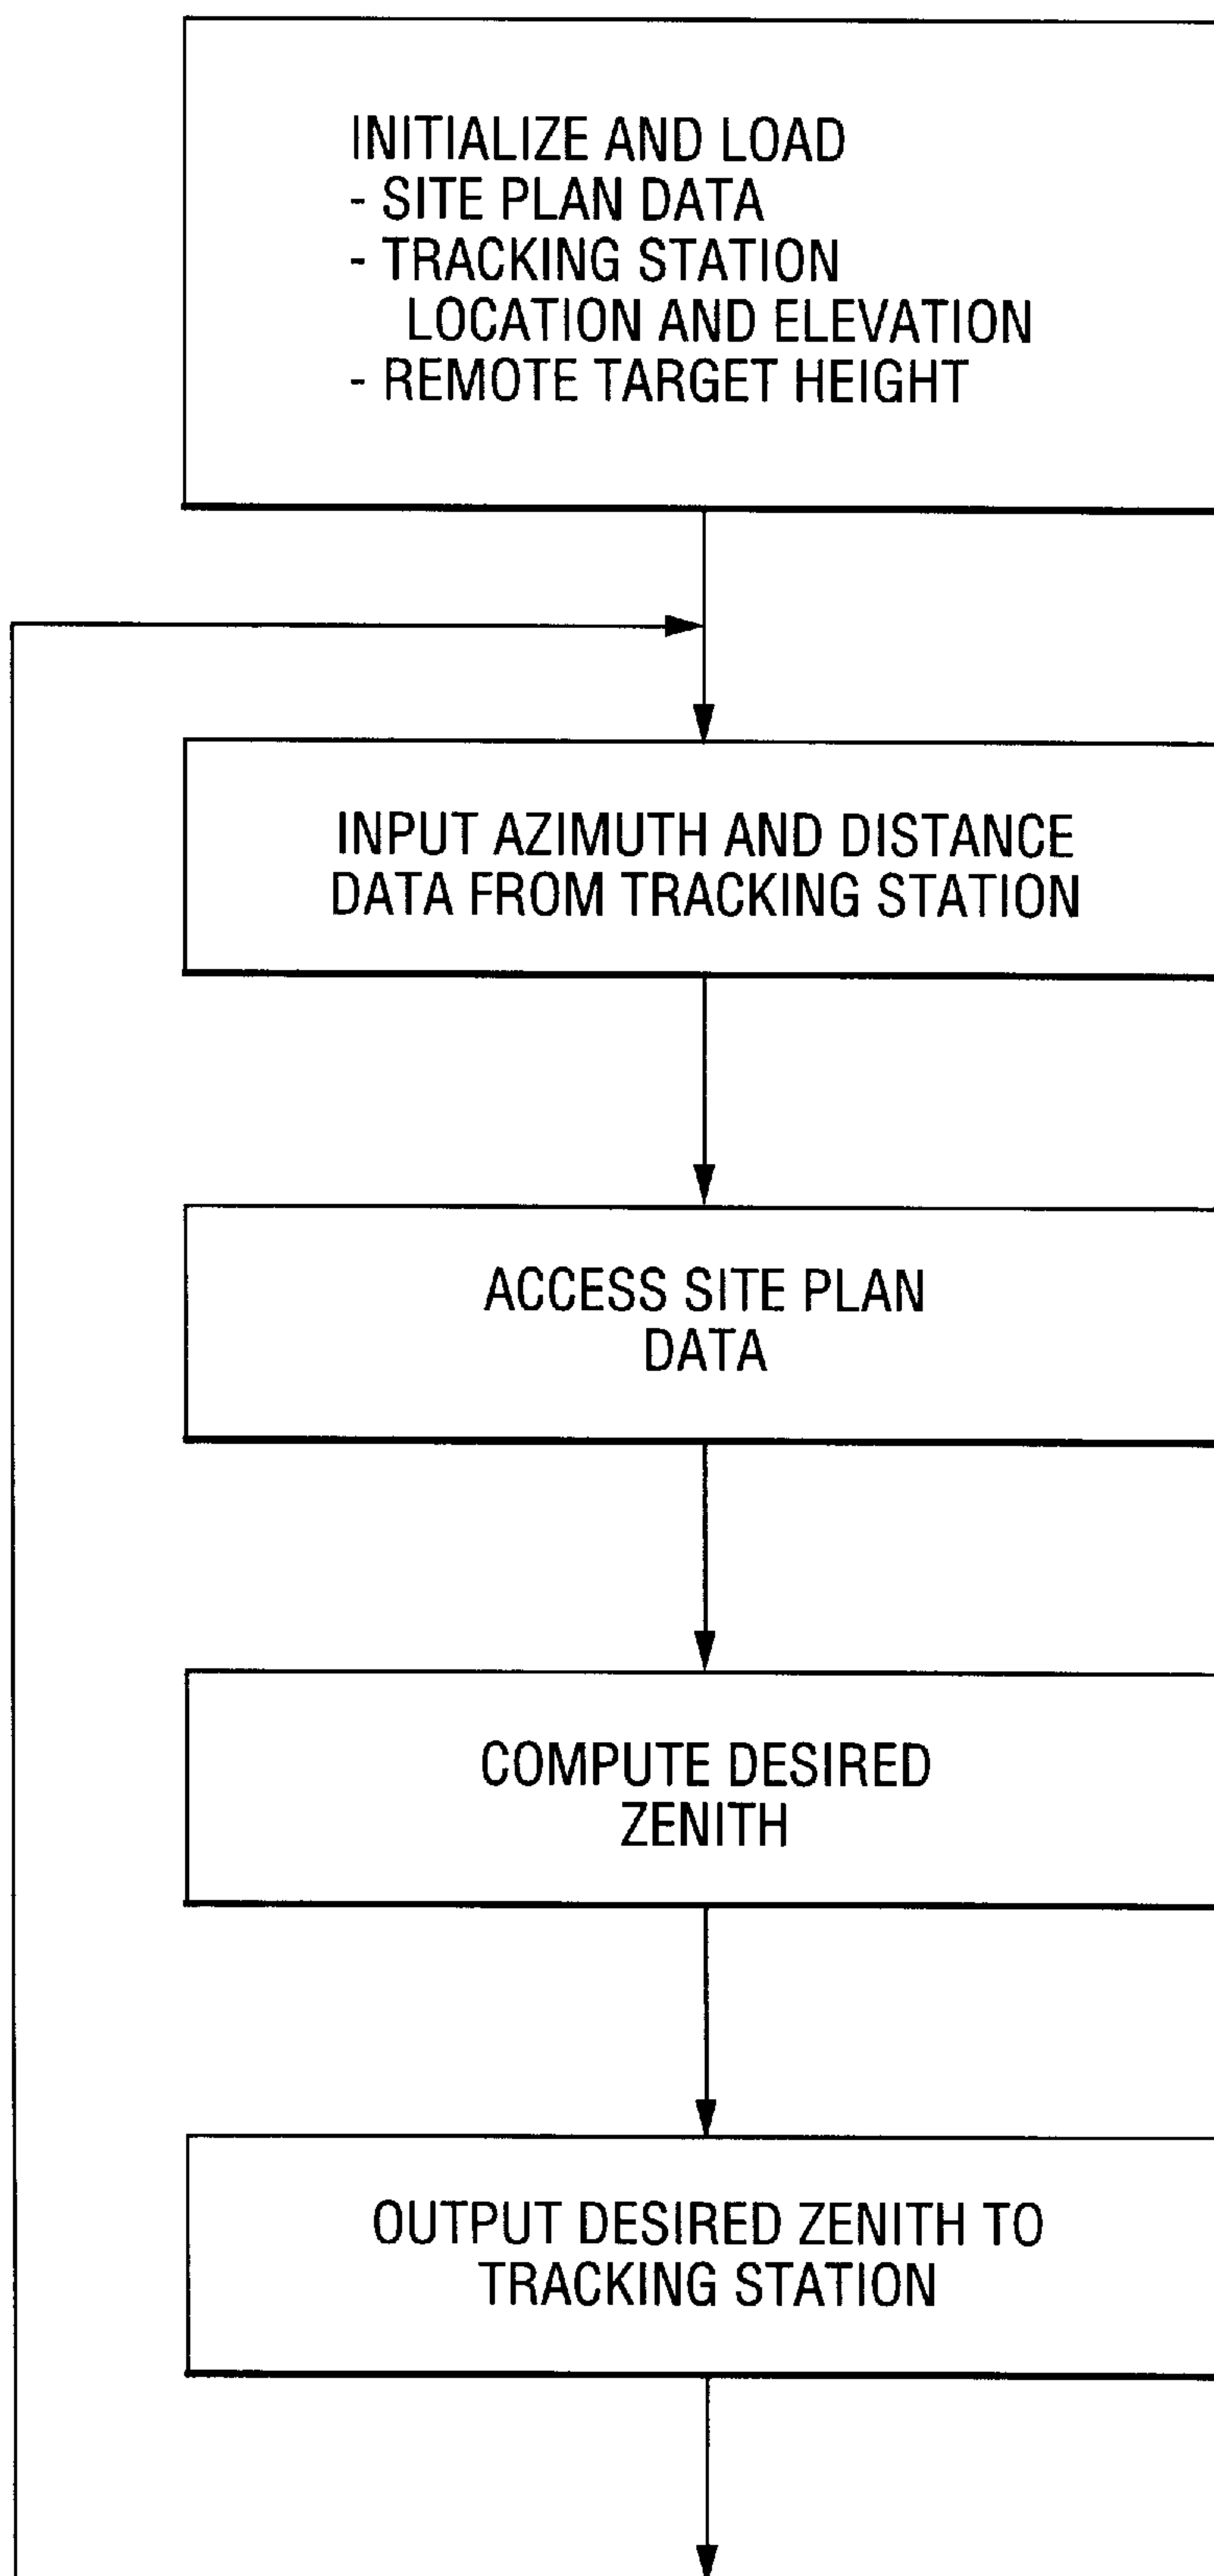 INITIALIZE AND LOAD
- SITE PLAN DATA
- TRACKING STATION
LOCATION AND ELEVATION
- REMOTE TARGET HEIGHT
INPUT AZIMUTH AND DISTANCE
DATA FROM TRACKING STATION
ACCESS SITE PLAN
DATA
COMPUTE DESIRED
ZENITH
OUTPUT DESIRED ZENITH TO
TRACKING STATION